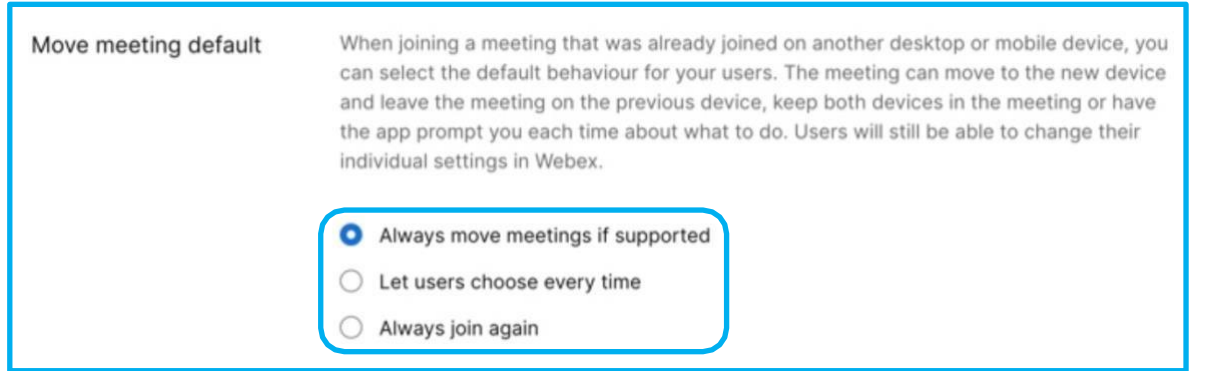 Move meeting default
When joining a meeting that was already joined on another desktop or mobile device, you
can select the default behaviour for your users. The meeting can move to the new device
and leave the meeting on the previous device, keep both devices in the meeting or have
the app prompt you each time about what to do. Users will still be able to change their
individual settings in Webex.
Always move meetings if supported
Let users choose every time
Always join again